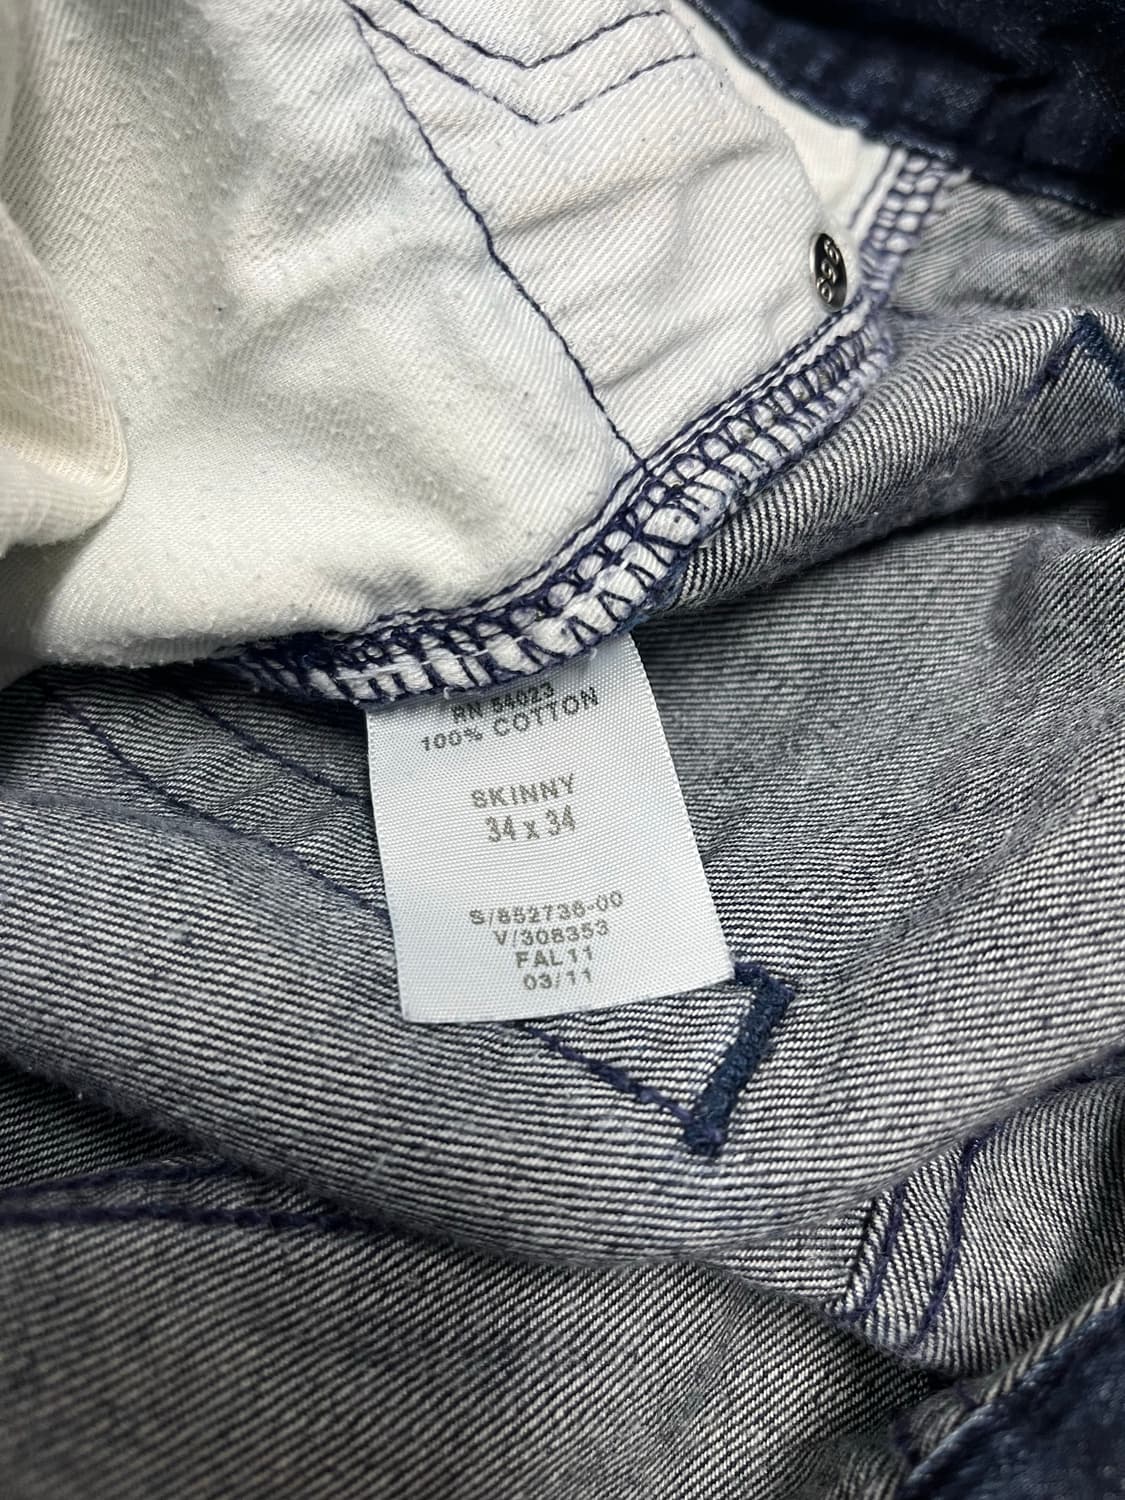 RN 54023
100% COTTON
SKINNY
34 x 34
S/852736-00
V/308353
FAL 11
03/11